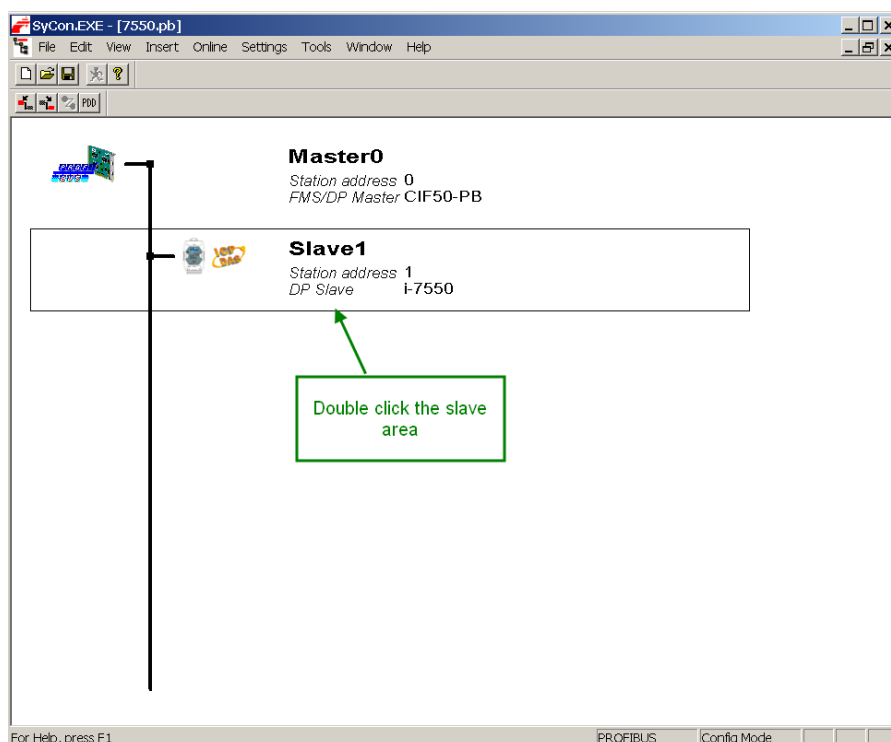 SyCon.EXE - [7550.pb]
File Edit View Insert Online Settings Tools Window Help
PDD
Master0
Station address 0
FMS/DP Master CIF50-PB
ICP
DAS
Slave1
Station address 1
DP Slave i-7550
Double click the slave
area
For Help, press F1 PROFIBUS Config Mode